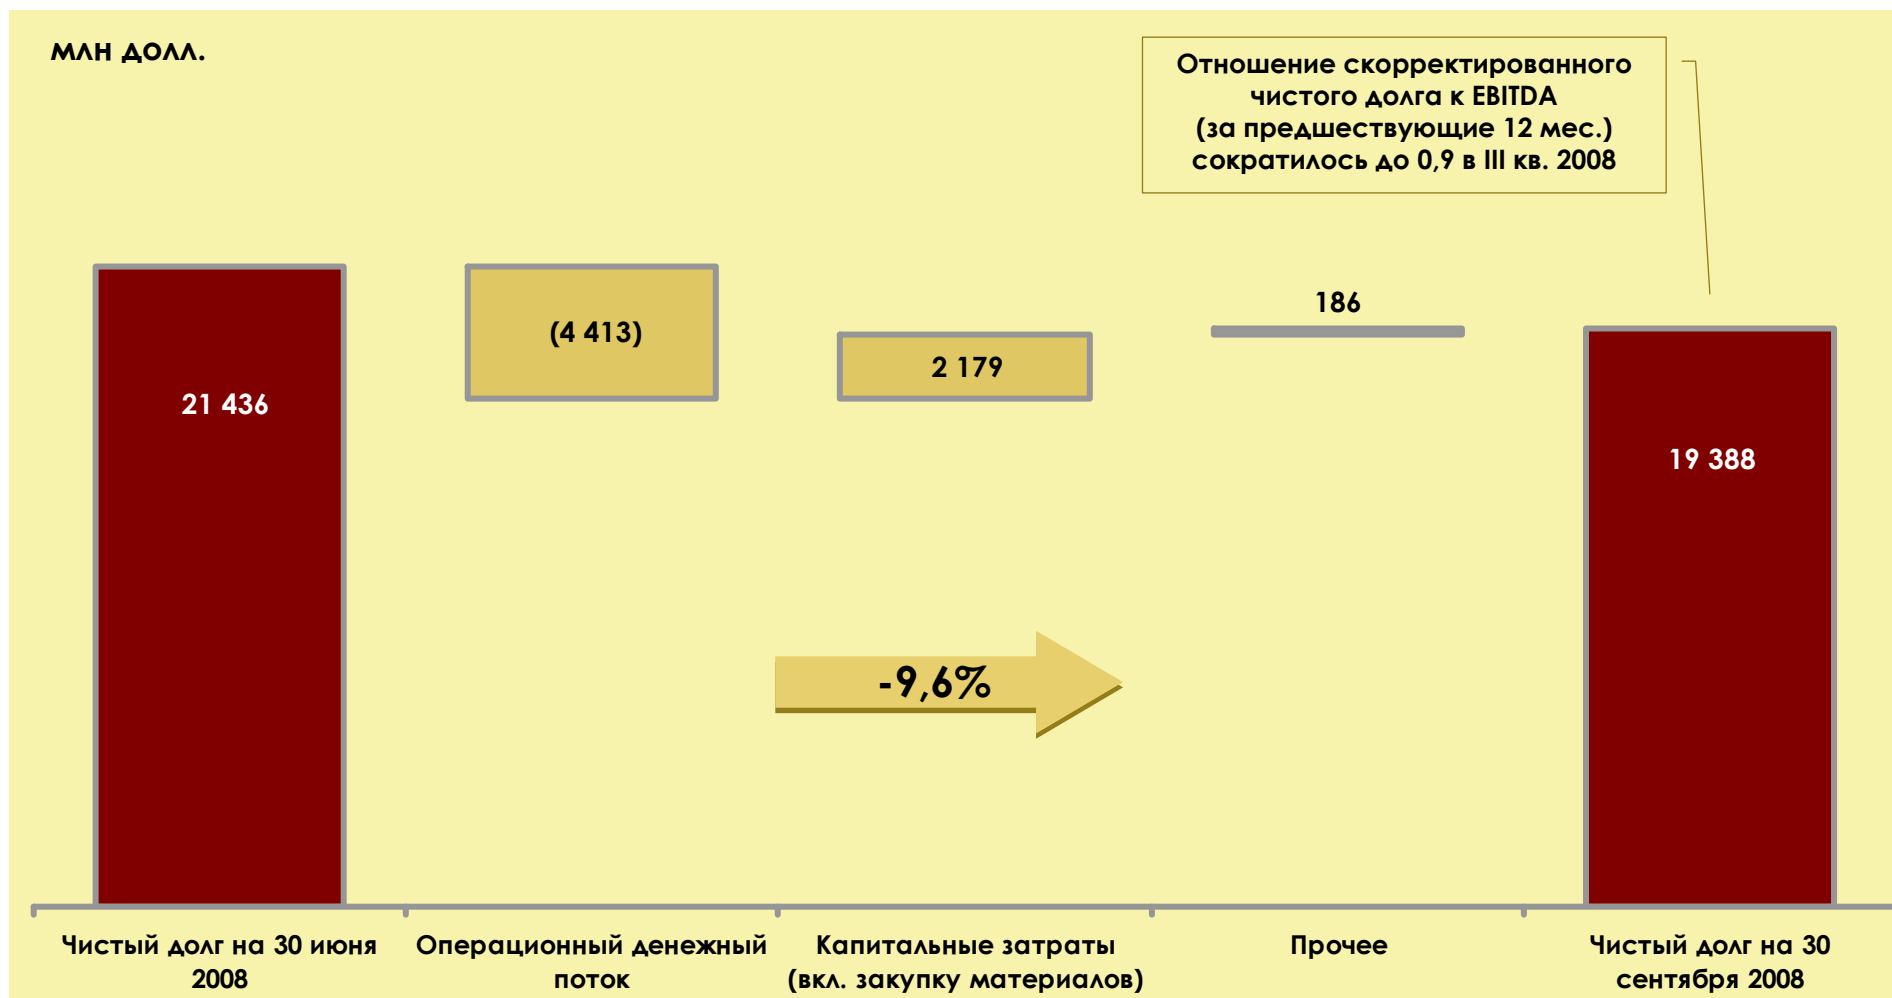 млн долл.
Отношение скорректированного
чистого долга к EBITDA
(за предшествующие 12 мес.)
сократилось до 0,9 в III кв. 2008
186
(4 413)
2 179
21 436
19 388
-9,6%
Чистый долг на 30 июня
2008
Операционный денежный
поток
Капитальные затраты
(вкл. закупку материалов)
Прочее
Чистый долг на 30
сентября 2008